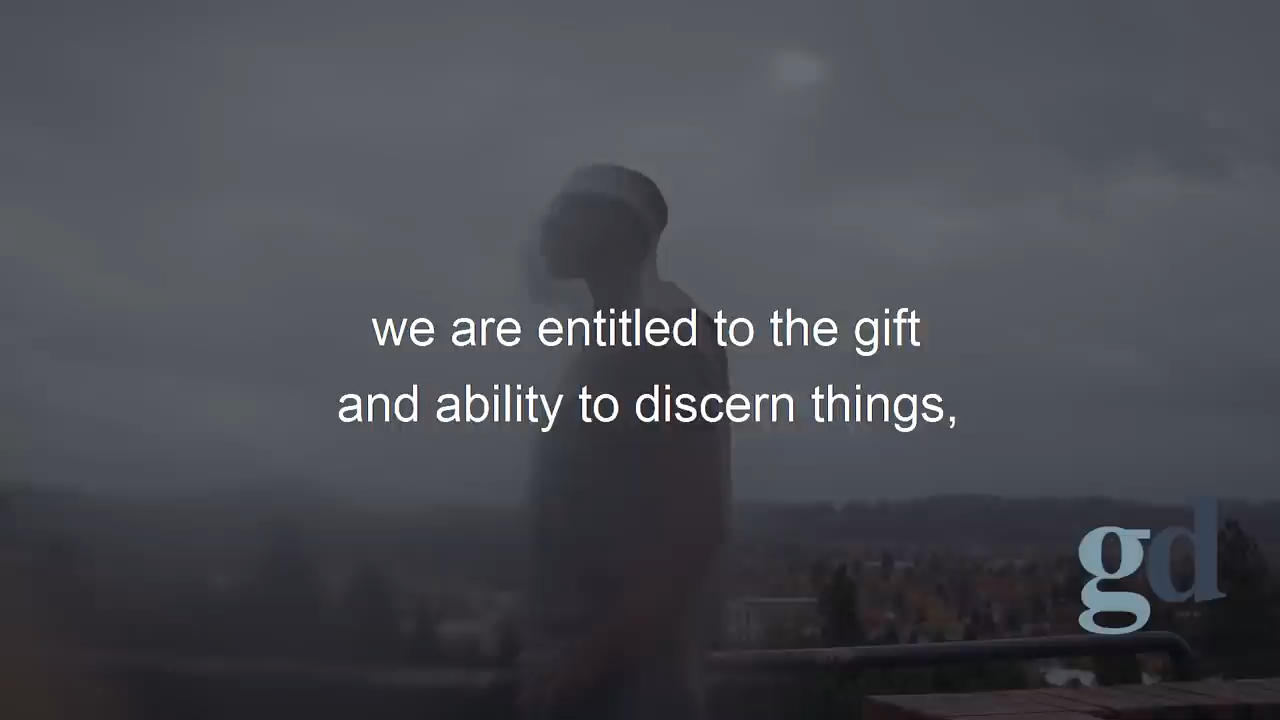 we are entitled to the gift
and ability to discern things,
gd